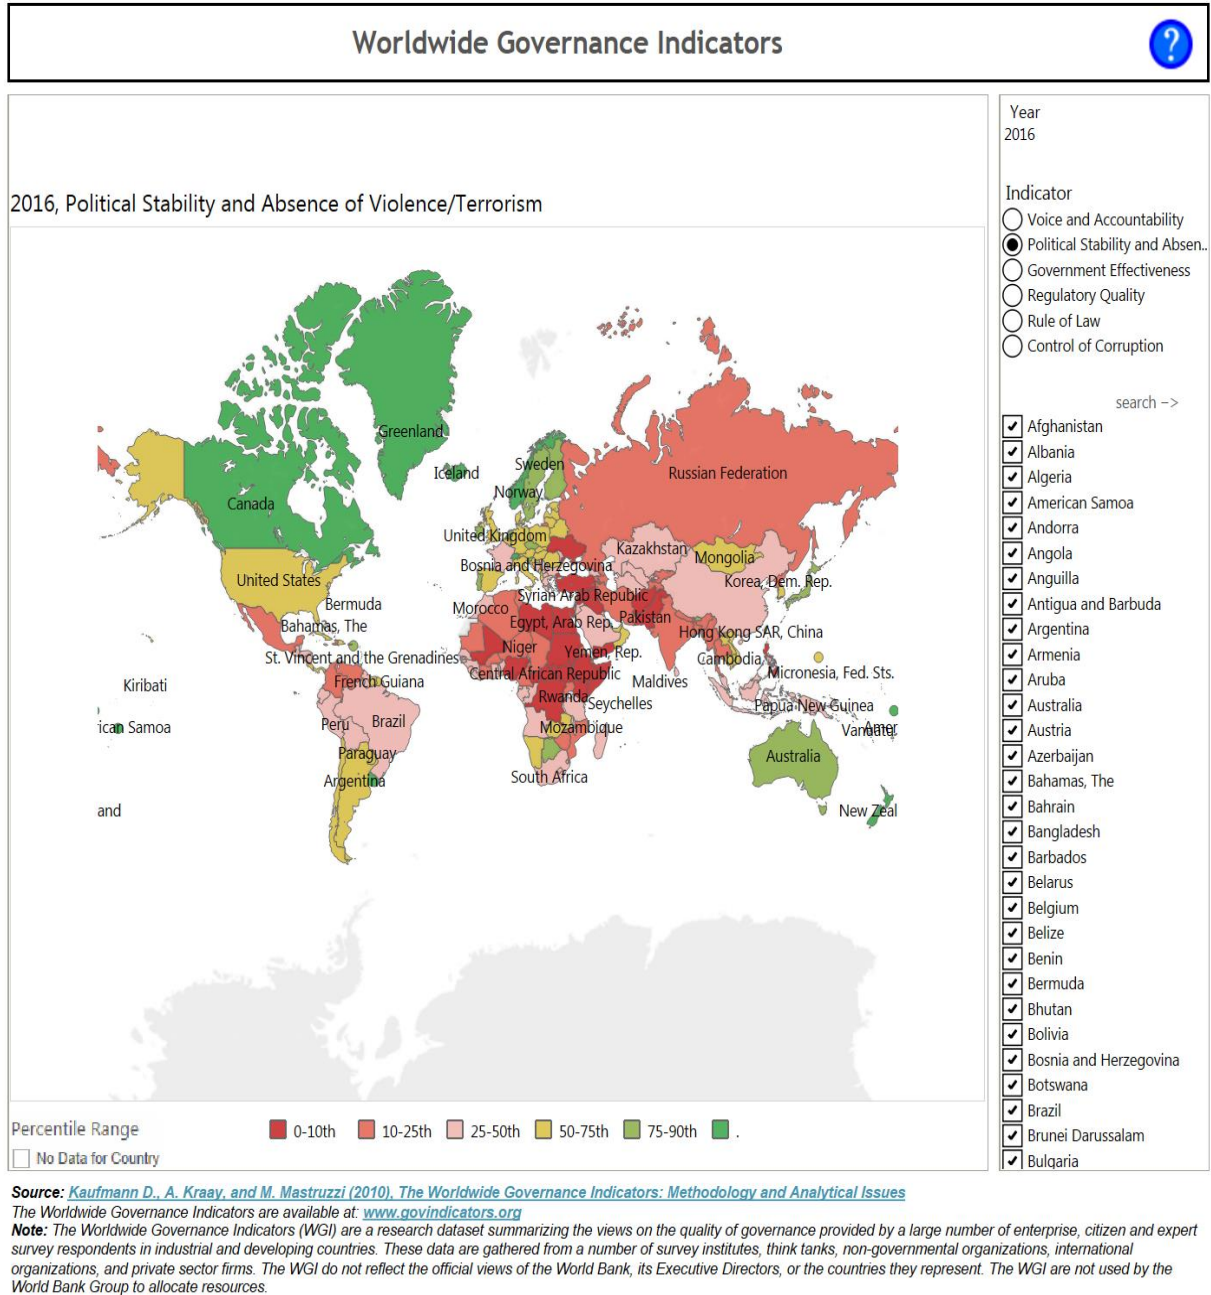 Worldwide Governance Indicators
?
Year
2016
2016, Political Stability and Absence of Violence/Terrorism
Indicator
Voice and Accountability
Political Stability and Absen..
Government Effectiveness
Regulatory Quality
Rule of Law
Control of Corruption
search ->
Afghanistan
Albania
Algeria
American Samoa
Andorra
Angola
Anguilla
Antigua and Barbuda
Argentina
Armenia
Aruba
Australia
Austria
Azerbaijan
Bahamas, The
Bahrain
Bangladesh
Barbados
Belarus
Belgium
Belize
Benin
Bermuda
Bhutan
Bolivia
Bosnia and Herzegovina
Botswana
Brazil
Brunei Darussalam
Bulgaria
Greenland
Iceland
Sweden
Norway
Russian Federation
Canada
United Kingdom
Kazakhstan
Mongolia
Bosnia and Herzegovina
United States
Korea, Dem. Rep.
Syrian Arab Republic
Bermuda
Morocco
Egypt, Arab Rep.
Pakistan
Bahamas, The
Hong Kong SAR, China
Niger
Yemen, Rep.
St. Vincent and the Grenadines
Cambodia
Central African Republic
Micronesia, Fed. Sts.
Kiribati
French Guiana
Maldives
Rwanda
Seychelles
Papua New Guinea
ican Samoa
Peru
Brazil
Mozambique
Vanuatu
Amer
Paraguay
Australia
Argentina
South Africa
and
New Zeal
Percentile Range
0-10th
10-25th
25-50th
50-75th
75-90th
.
No Data for Country
Source: Kaufmann D., A. Kraay, and M. Mastruzzi (2010), The Worldwide Governance Indicators: Methodology and Analytical Issues
The Worldwide Governance Indicators are available at: www.govindicators.org
Note: The Worldwide Governance Indicators (WGI) are a research dataset summarizing the views on the quality of governance provided by a large number of enterprise, citizen and expert
survey respondents in industrial and developing countries. These data are gathered from a number of survey institutes, think tanks, non-governmental organizations, international
organizations, and private sector firms. The WGI do not reflect the official views of the World Bank, its Executive Directors, or the countries they represent. The WGI are not used by the
World Bank Group to allocate resources.